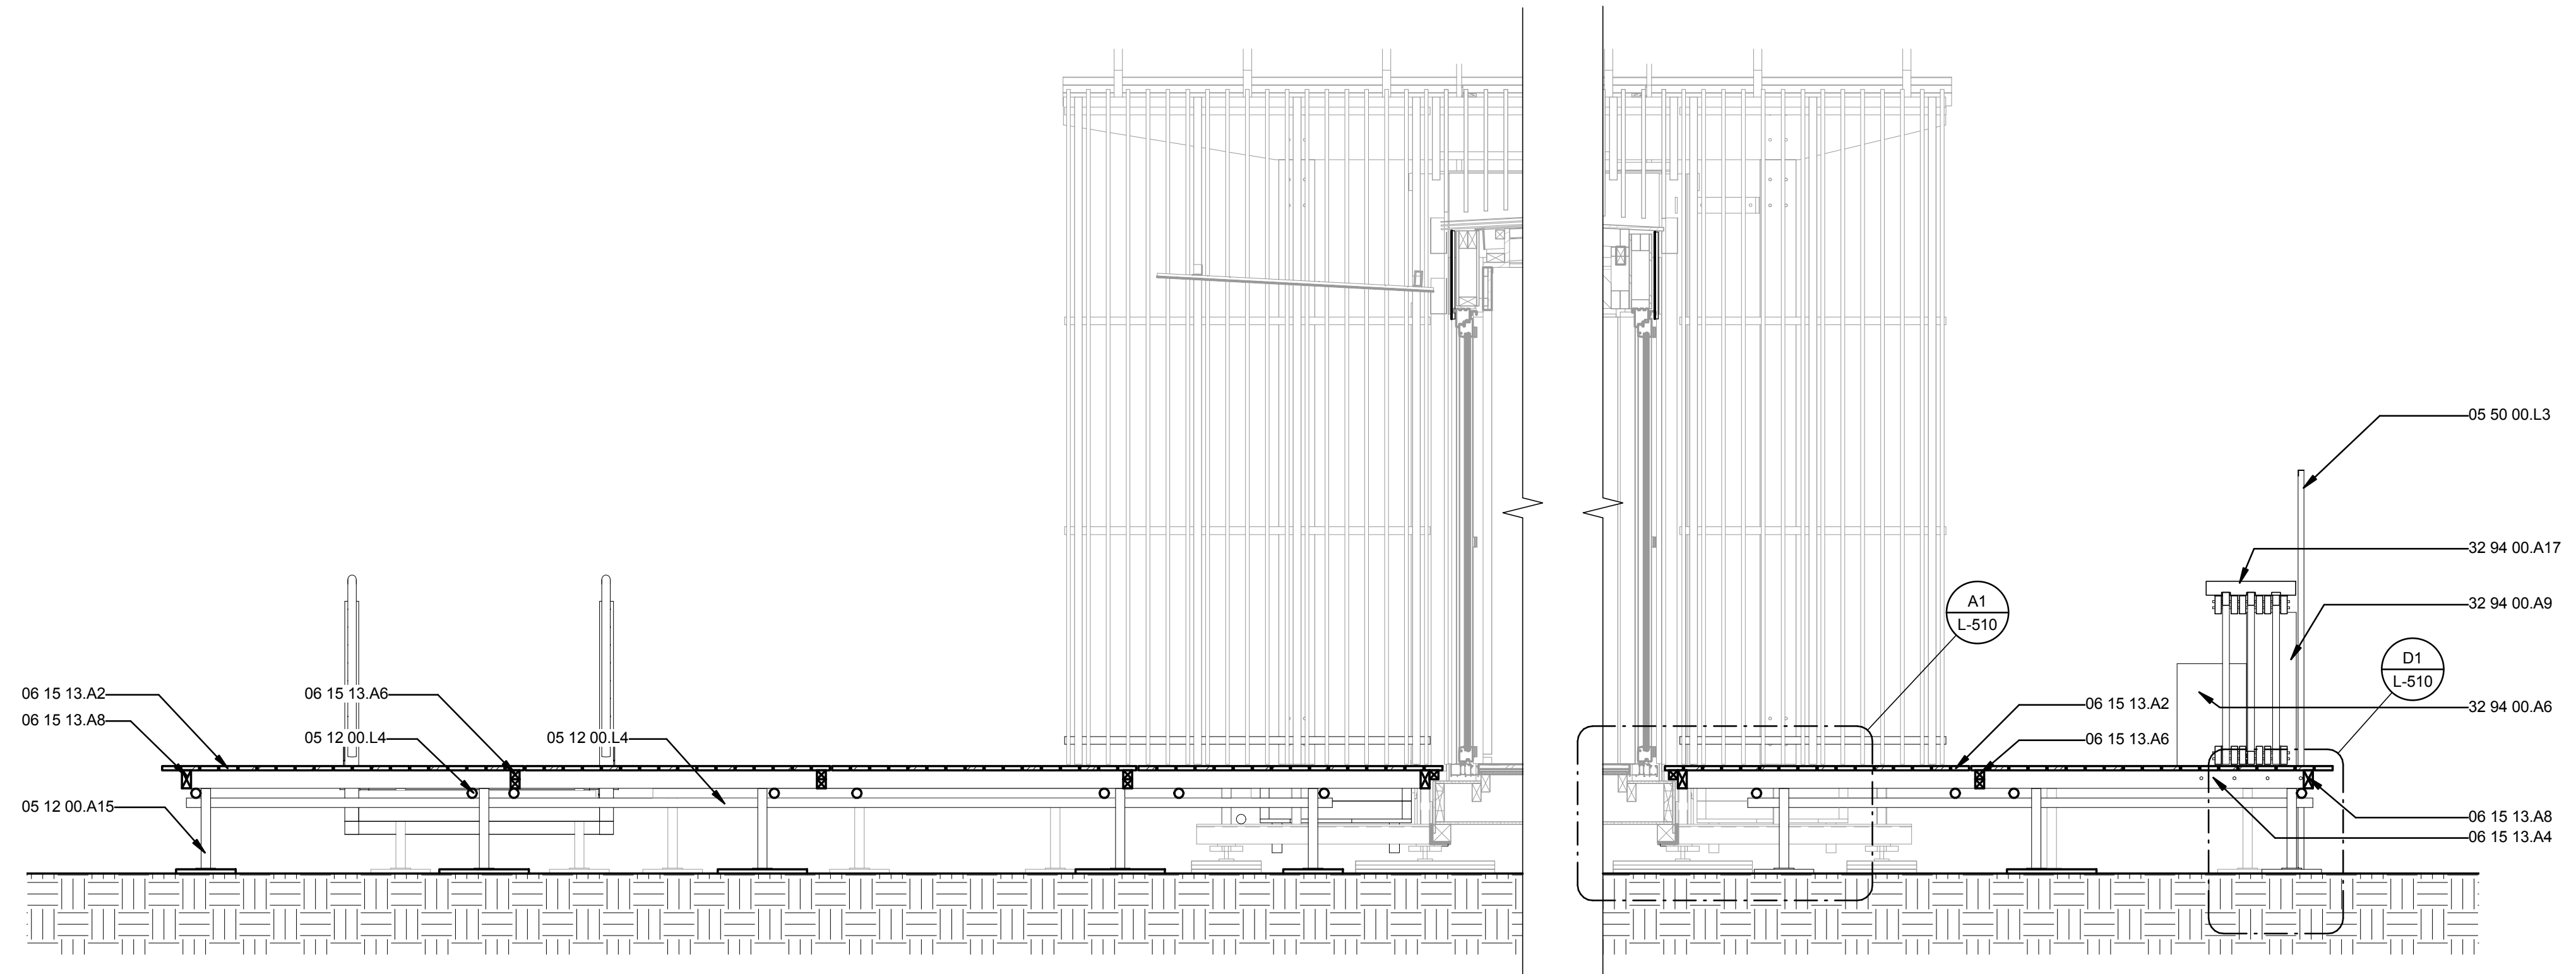 05 50 00.L3
32 94 00.A17
A1
L-510
32 94 00.A9
D1
L-510
06 15 13.A2
06 15 13.A6
06 15 13.A2
32 94 00.A6
06 15 13.A8
05 12 00.L4
05 12 00.L4
06 15 13.A6
05 12 00.A15
06 15 13.A8
06 15 13.A4